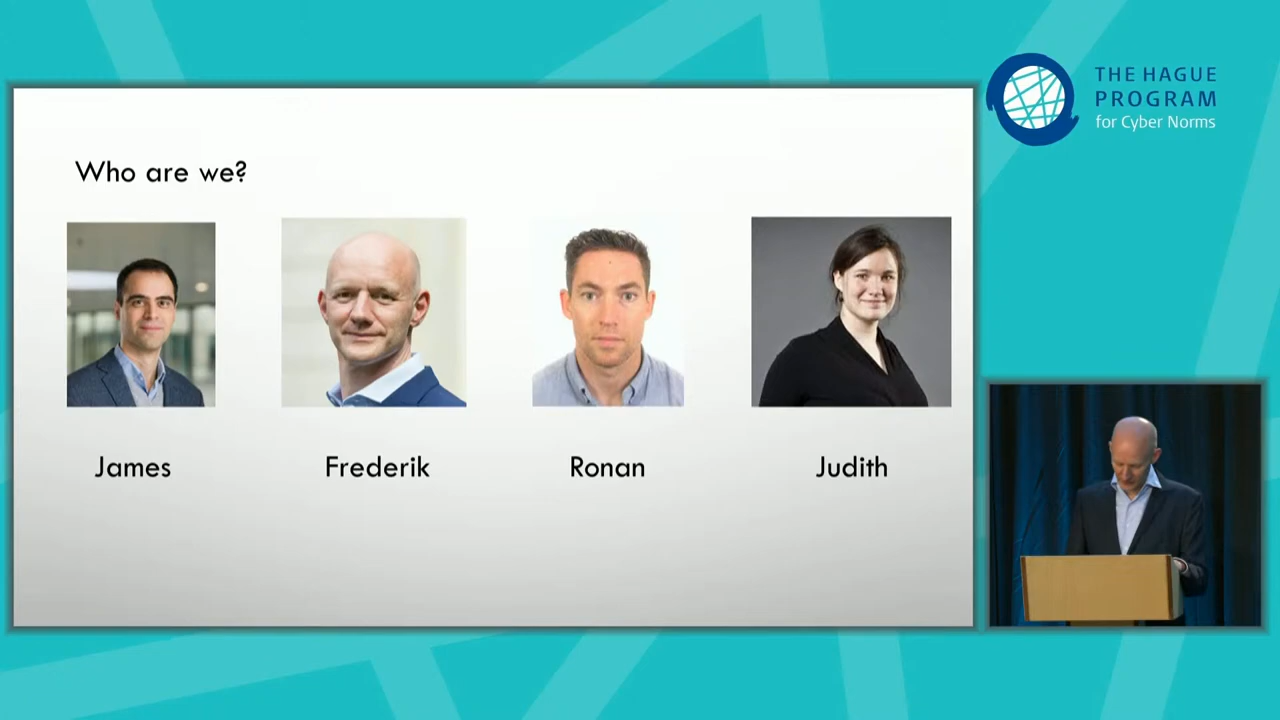 THE HAGUE
PROGRAM
for Cyber Norms
Who are we?
James
Frederik
Ronan
Judith